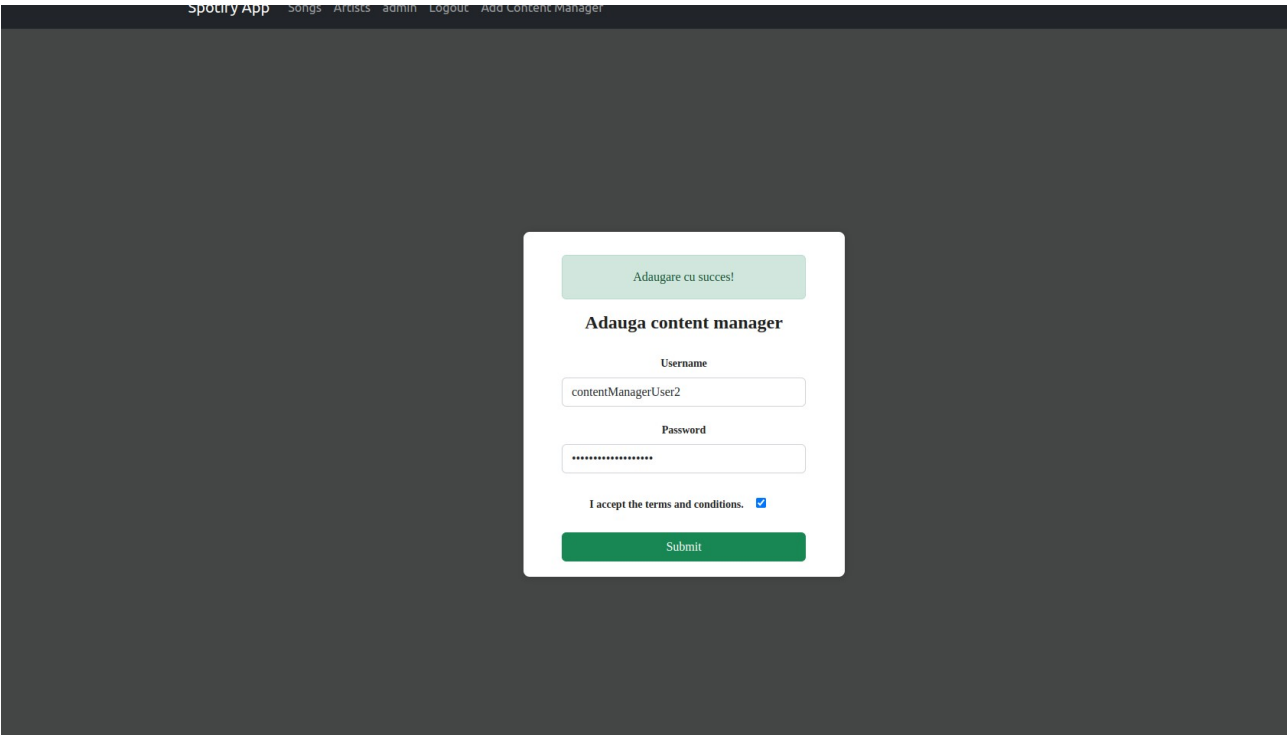 Spotify App Songs Artists admin Logout Add Content Manager
Adaugare cu succes!
Adauga content manager
Username
contentManagerUser2
Password
•••••••••••••••••••
I accept the terms and conditions.
Submit